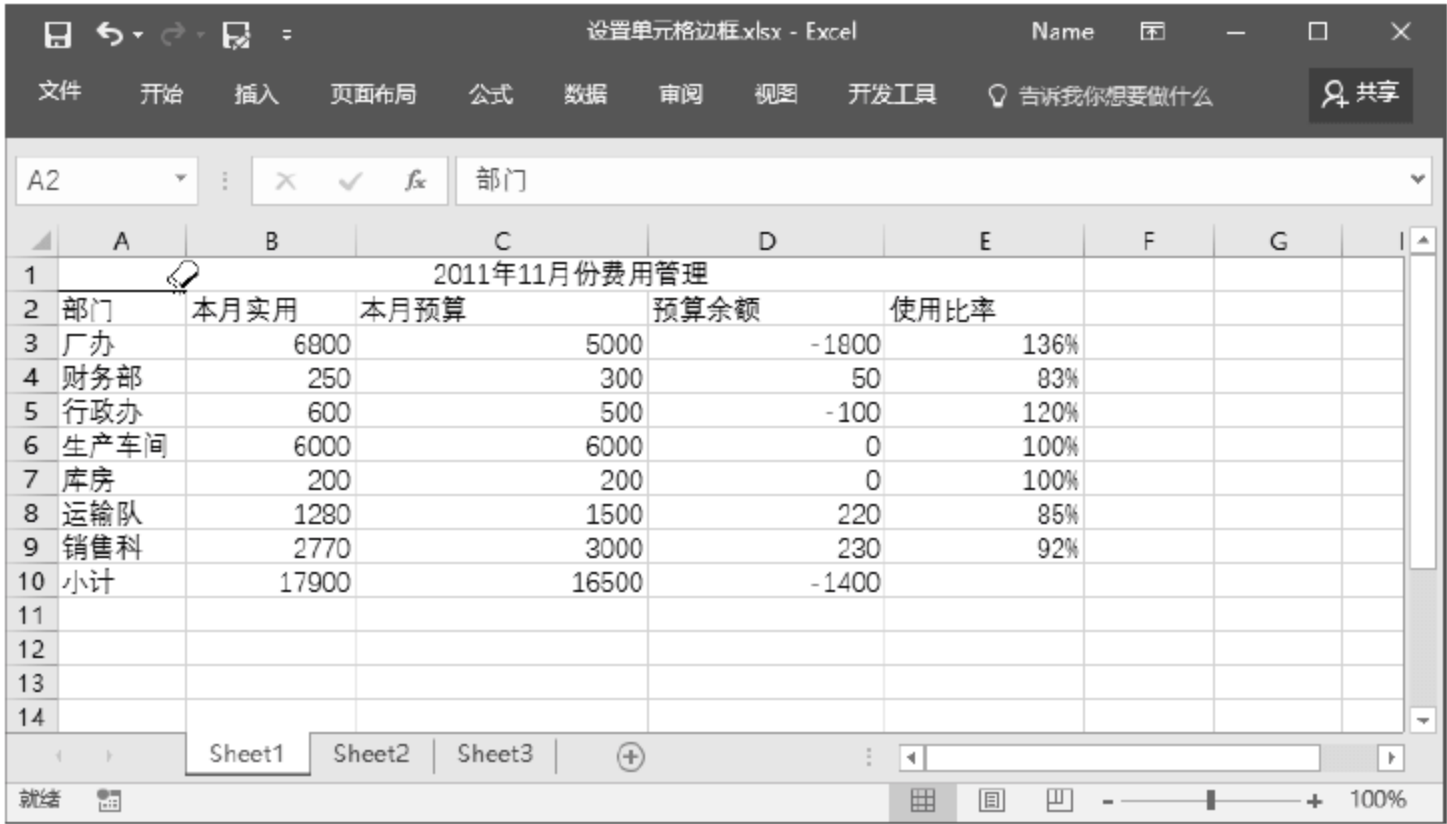 设置单元格边框.xlsx - Excel Name
文件 开始 插入 页面布局 公式 数据 审阅 视图 开发工具 告诉我你想要做什么 共享
A2 fx 部门
A B C D E F G
1 2011年11月份费用管理
2 部门 本月实用 本月预算 预算余额 使用比率
3 厂办 6800 5000 -1800 136%
4 财务部 250 300 50 83%
5 行政办 600 500 -100 120%
6 生产车间 6000 6000 0 100%
7 库房 200 200 0 100%
8 运输队 1280 1500 220 85%
9 销售科 2770 3000 230 92%
10 小计 17900 16500 -1400
11
12
13
14
Sheet1 Sheet2 Sheet3
就绪 100%